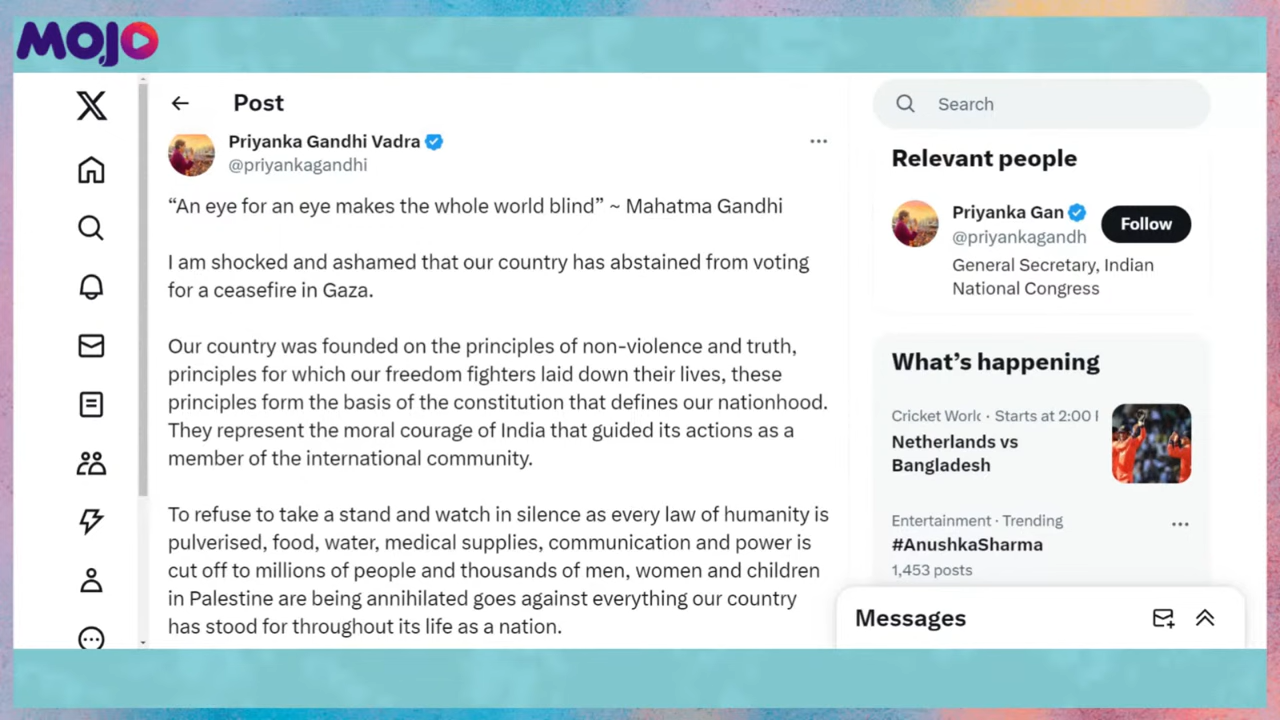 MOJO
Post
Priyanka Gandhi Vadra
@priyankagandhi
“An eye for an eye makes the whole world blind” ~ Mahatma Gandhi
I am shocked and ashamed that our country has abstained from voting
for a ceasefire in Gaza.
Our country was founded on the principles of non-violence and truth,
principles for which our freedom fighters laid down their lives, these
principles form the basis of the constitution that defines our nationhood.
They represent the moral courage of India that guided its actions as a
member of the international community.
To refuse to take a stand and watch in silence as every law of humanity is
pulverised, food, water, medical supplies, communication and power is
cut off to millions of people and thousands of men, women and children
in Palestine are being annihilated goes against everything our country
has stood for throughout its life as a nation.
Search
Relevant people
Priyanka Gan
@priyankagandh
Follow
General Secretary, Indian
National Congress
What’s happening
Cricket Work · Starts at 2:00 P
Netherlands vs
Bangladesh
Entertainment · Trending
#AnushkaSharma
1,453 posts
Messages